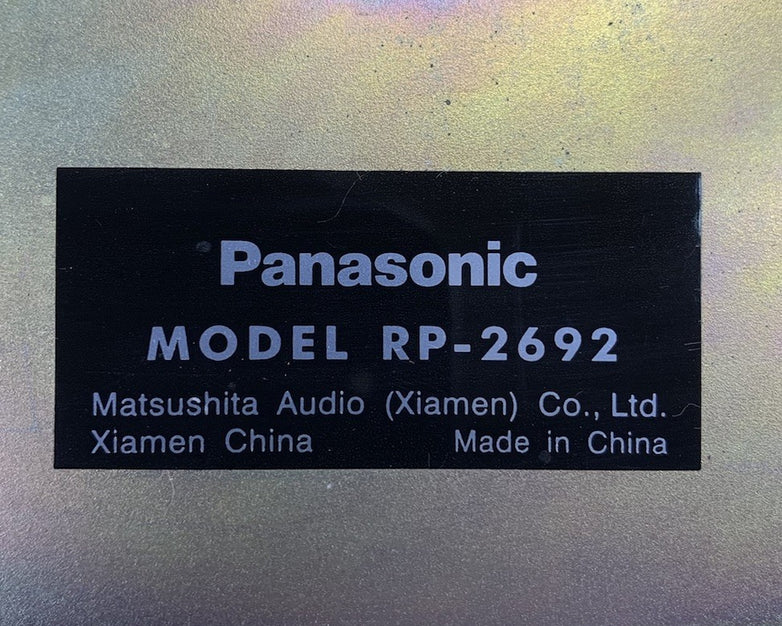 Panasonic
MODEL RP-2692
Matsushita Audio (Xiamen) Co., Ltd.
Xiamen China Made in China